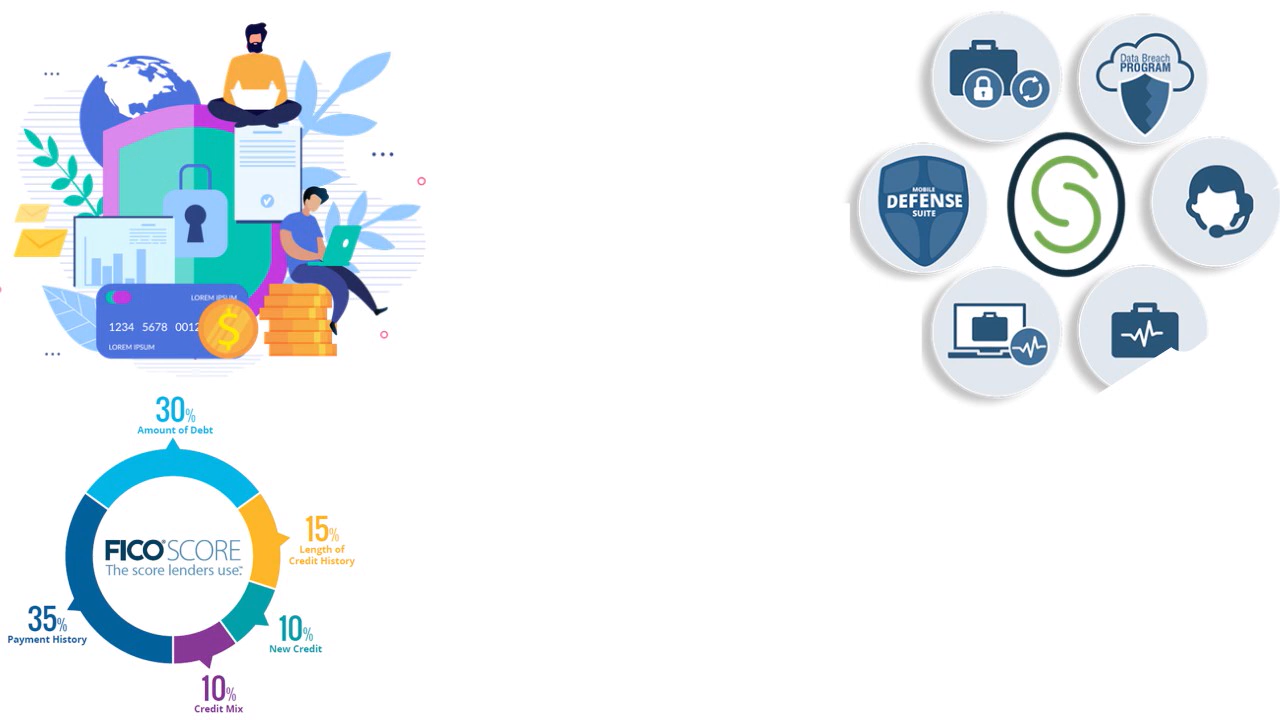 LOREM IPSUM
1234 5678 0012
LOREM IPSUM
$
Data Breach
PROGRAM
MOBILE
DEFENSE
SUITE
S
30%
Amount of Debt
15%
Length of
Credit History
10%
New Credit
10%
Credit Mix
35%
Payment History
FICO® SCORE
The score lenders use.™